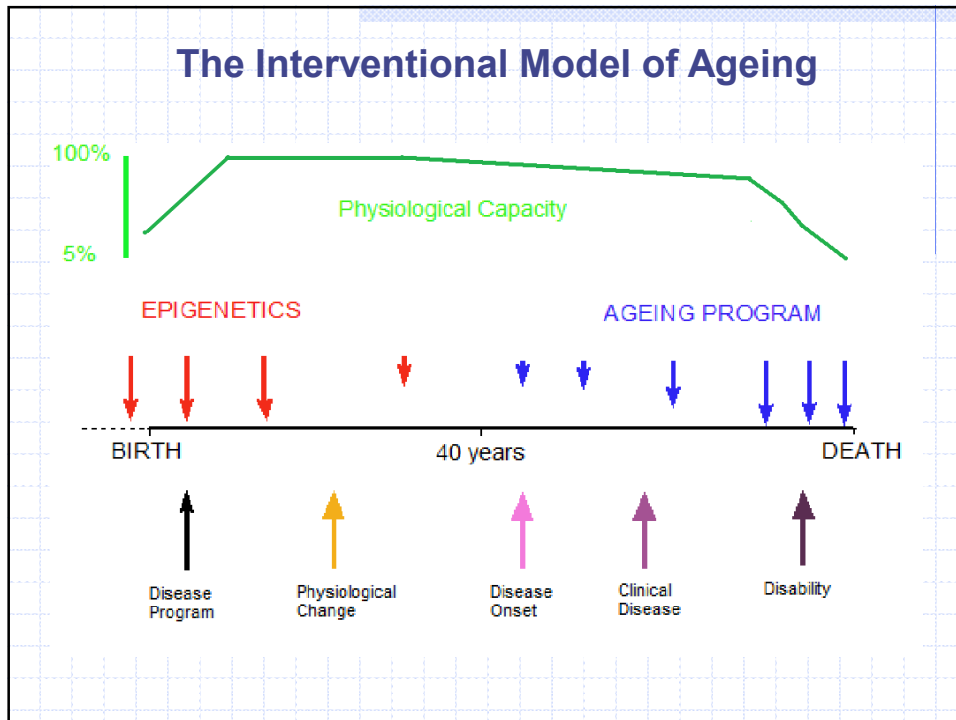 The Interventional Model of Ageing
100%
Physiological Capacity
5%
EPIGENETICS
AGEING PROGRAM
BIRTH
40 years
DEATH
Disease
Program
Physiological
Change
Disease
Onset
Clinical
Disease
Disability